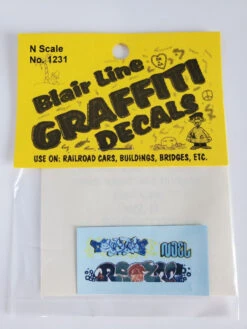 N Scale
No. 1231
Blair Line
GRAFFITI
DECALS
USE ON: RAILROAD CARS, BUILDINGS, BRIDGES, ETC.